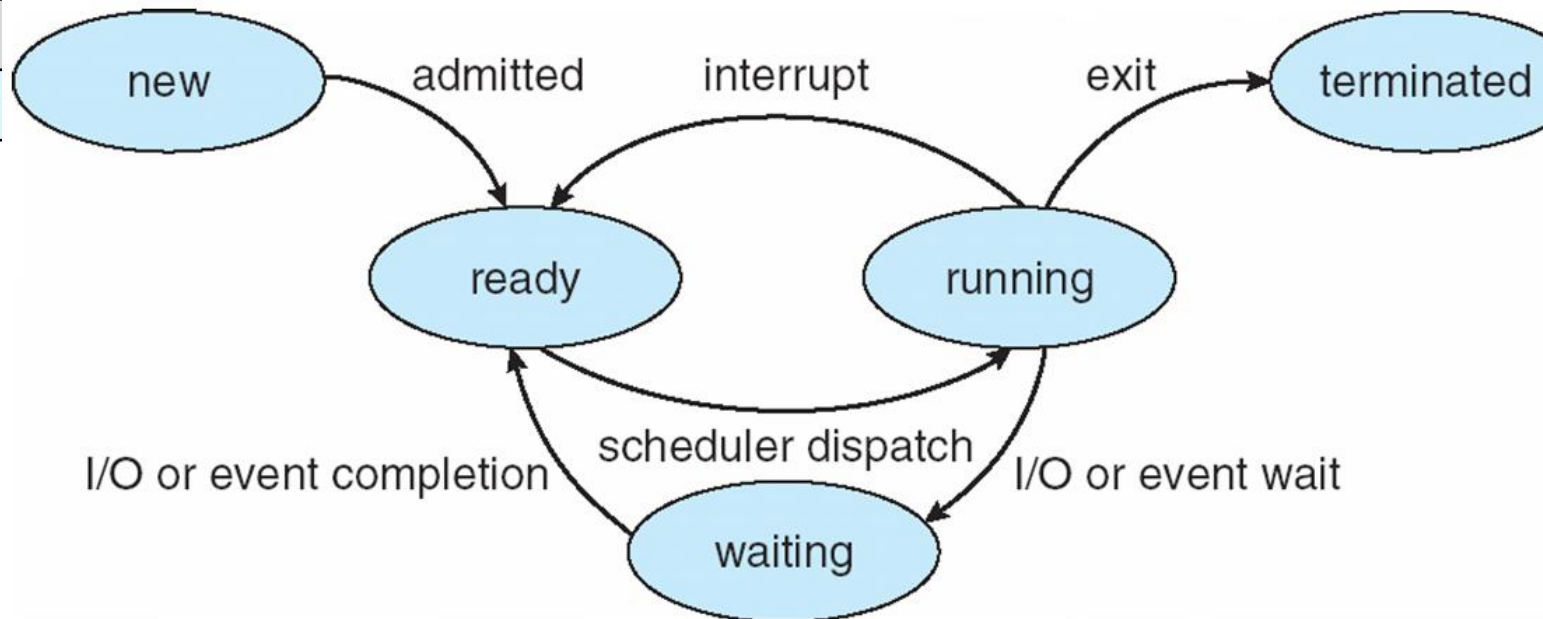 new
admitted
interrupt
exit
terminated
ready
running
scheduler dispatch
I/O or event completion
I/O or event wait
waiting